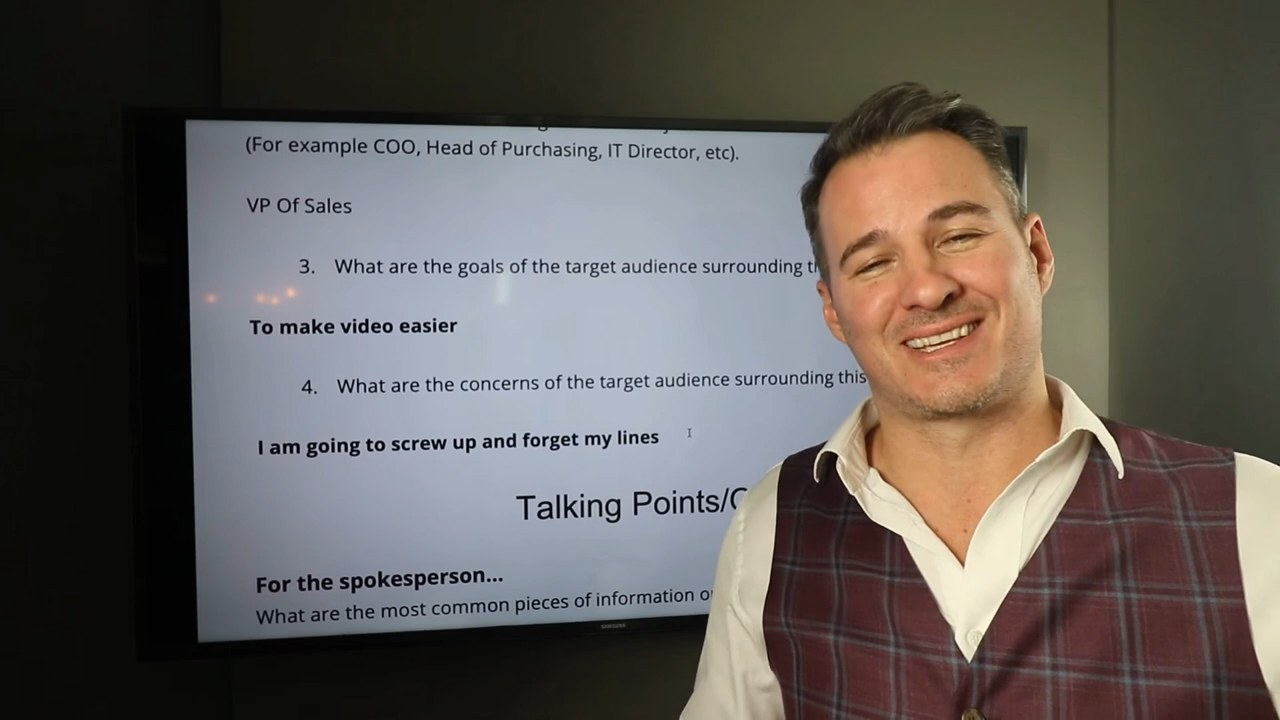 (For example COO, Head of Purchasing, IT Director, etc).
VP Of Sales
3. What are the goals of the target audience surrounding
To make video easier
4. What are the concerns of the target audience surrounding this
I am going to screw up and forget my lines
Talking Points/
For the spokesperson...
What are the most common pieces of information
SAMSUNG